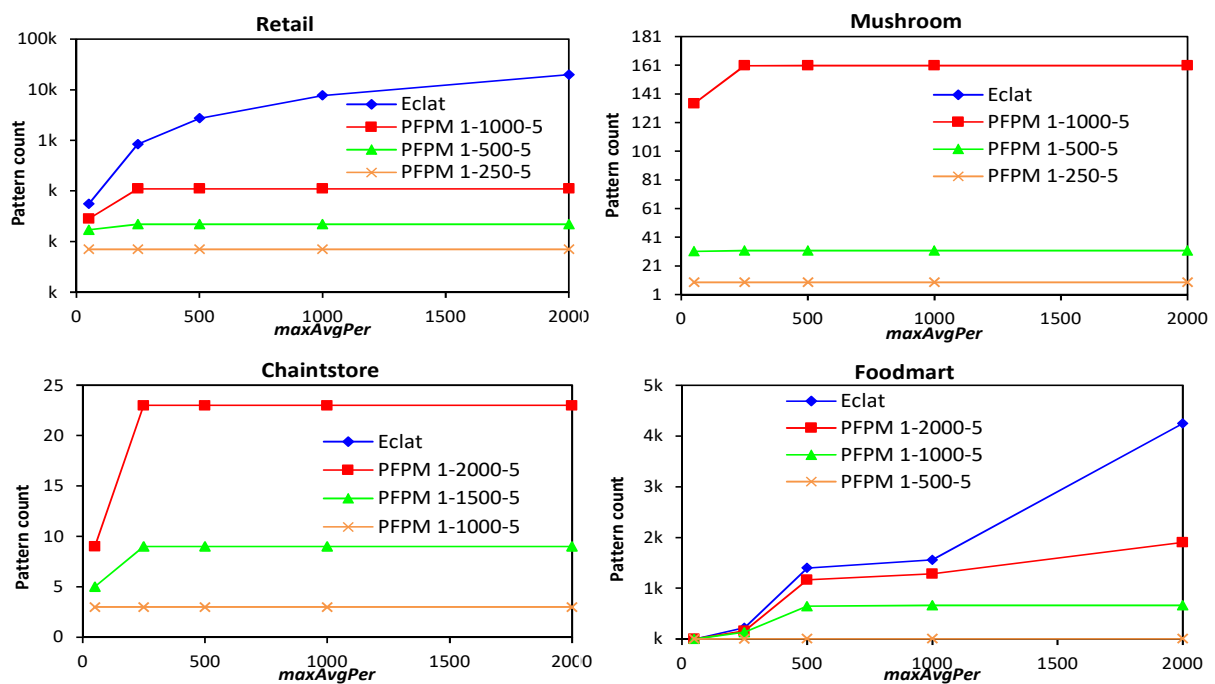 Retail
100k
10k
1k
k
k
k
Pattern count
0
500
1000
1500
2000
maxAvgPer
Eclat
PFPM 1-1000-5
PFPM 1-500-5
PFPM 1-250-5
Mushroom
181
161
141
121
101
81
61
41
21
1
Pattern count
0
500
1000
1500
2000
maxAvgPer
Eclat
PFPM 1-1000-5
PFPM 1-500-5
PFPM 1-250-5
Chaintstore
25
20
15
10
5
0
Pattern count
0
500
1000
1500
2000
maxAvgPer
Eclat
PFPM 1-2000-5
PFPM 1-1500-5
PFPM 1-1000-5
Foodmart
5k
4k
3k
2k
1k
k
Pattern count
0
500
1000
1500
2000
maxAvgPer
Eclat
PFPM 1-2000-5
PFPM 1-1000-5
PFPM 1-500-5